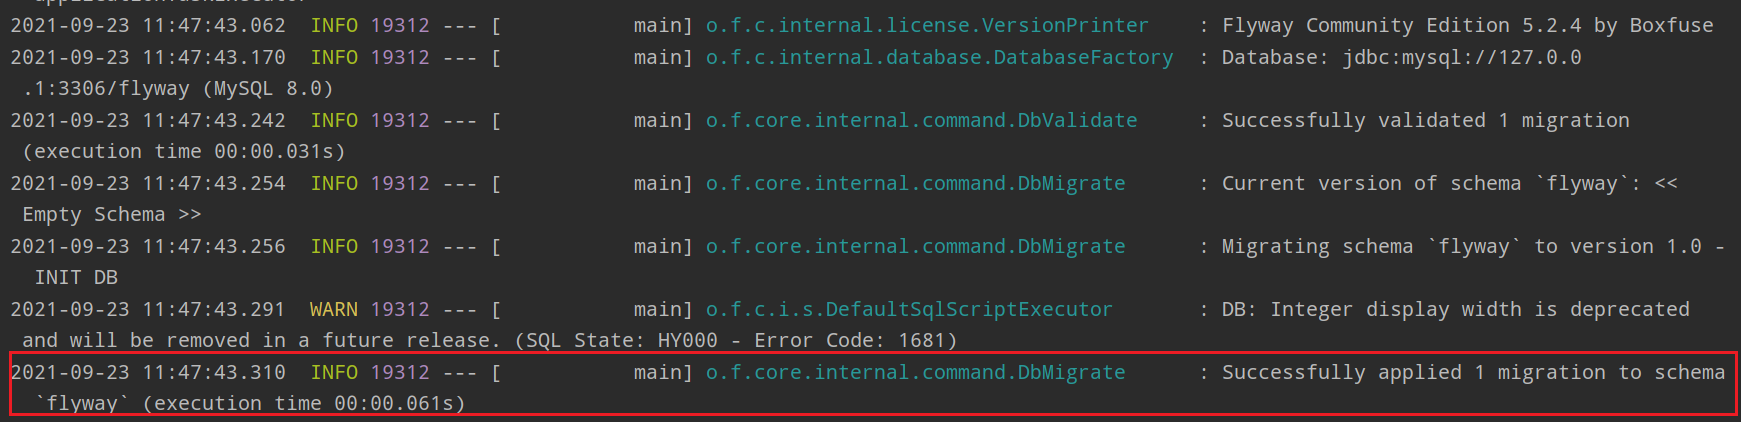 2021-09-23 11:47:43.062  INFO 19312 --- [           main] o.f.c.internal.license.VersionPrinter    : Flyway Community Edition 5.2.4 by Boxfuse
2021-09-23 11:47:43.170  INFO 19312 --- [           main] o.f.c.internal.database.DatabaseFactory  : Database: jdbc:mysql://127.0.0
.1:3306/flyway (MySQL 8.0)
2021-09-23 11:47:43.242  INFO 19312 --- [           main] o.f.core.internal.command.DbValidate     : Successfully validated 1 migration
(execution time 00:00.031s)
2021-09-23 11:47:43.254  INFO 19312 --- [           main] o.f.core.internal.command.DbMigrate      : Current version of schema `flyway`: <<
Empty Schema >>
2021-09-23 11:47:43.256  INFO 19312 --- [           main] o.f.core.internal.command.DbMigrate      : Migrating schema `flyway` to version 1.0 -
INIT DB
2021-09-23 11:47:43.291  WARN 19312 --- [           main] o.f.c.i.s.DefaultSqlScriptExecutor       : DB: Integer display width is deprecated
and will be removed in a future release. (SQL State: HY000 - Error Code: 1681)
2021-09-23 11:47:43.310  INFO 19312 --- [           main] o.f.core.internal.command.DbMigrate      : Successfully applied 1 migration to schema
`flyway` (execution time 00:00.061s)